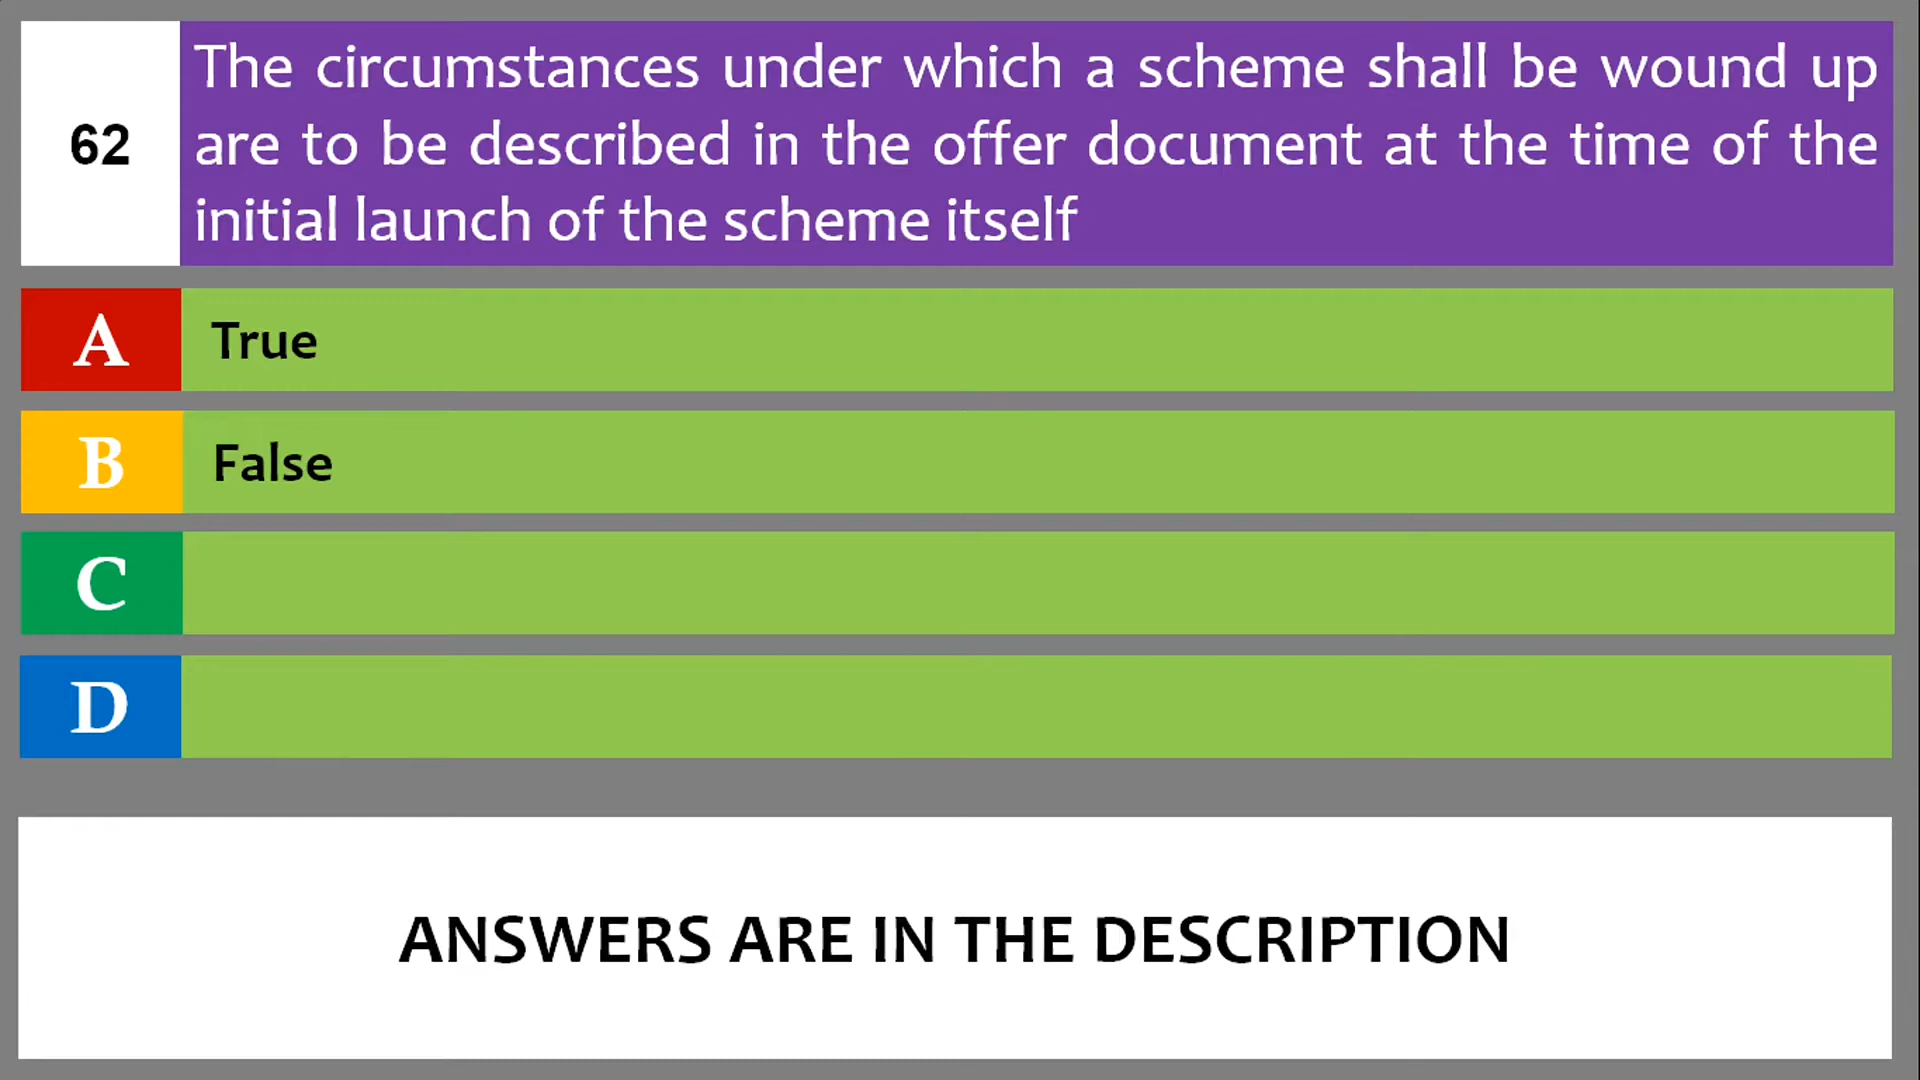 62
The circumstances under which a scheme shall be wound up
are to be described in the offer document at the time of the
initial launch of the scheme itself
A
True
B
False
C
D
ANSWERS ARE IN THE DESCRIPTION